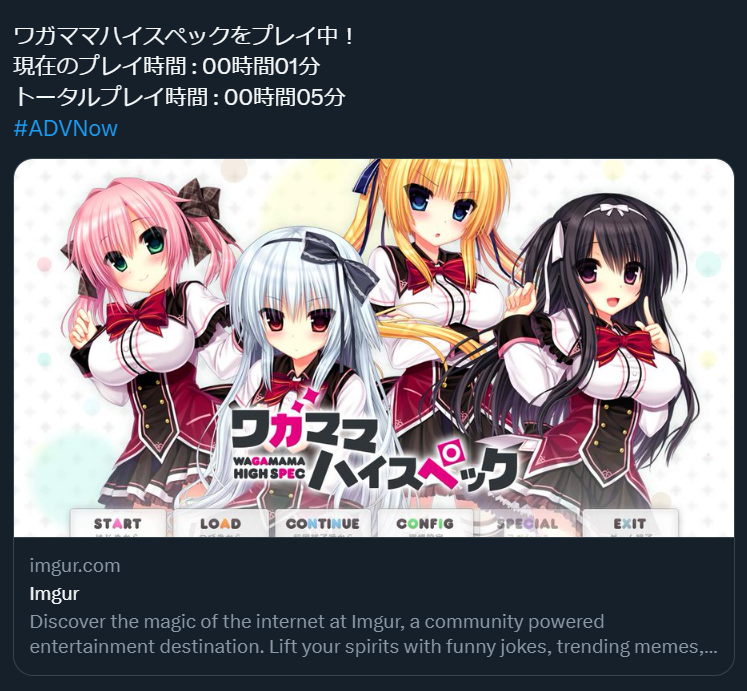 ワガママハイスペックをプレイ中！
現在のプレイ時間 : 00時間01分
トータルプレイ時間 : 00時間05分
#ADVNow
ワガママ
WAGAMAMA
HIGH SPEC
ハイスペック
START
LOAD
CONTINUE
CONFIG
SPECIAL
EXIT
imgur.com
Imgur
Discover the magic of the internet at Imgur, a community powered
entertainment destination. Lift your spirits with funny jokes, trending memes,...